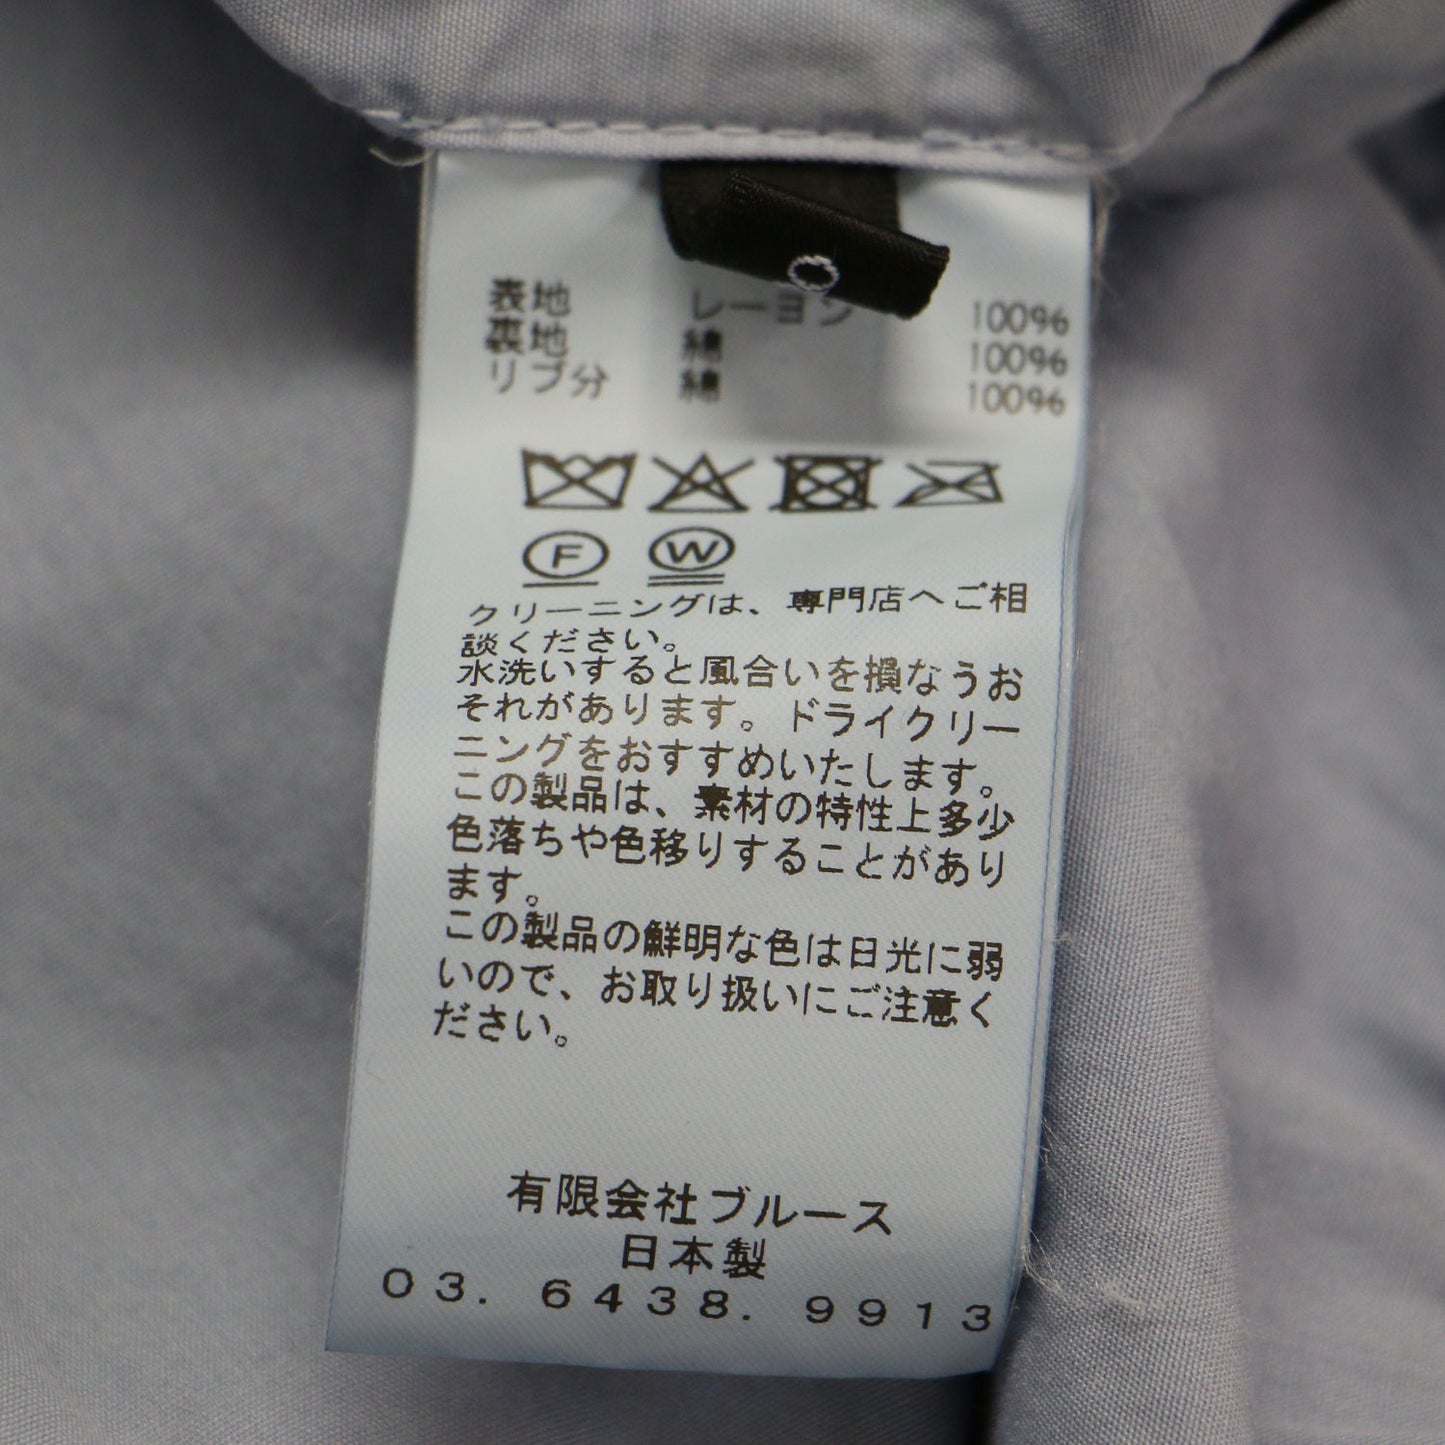 表地 レーヨン 100%
裏地 綿 100%
リブ分 綿 100%
F W
クリーニングは、専門店へご相
談ください。
水洗いすると風合いを損なうお
それがあります。ドライクリー
ニングをおすすめいたします。
この製品は、素材の特性上多少
色落ちや色移りすることがあり
ます。
この製品の鮮明な色は日光に弱
いので、お取り扱いにご注意く
ださい。
有限会社ブルース
日本製
03. 6438. 9913